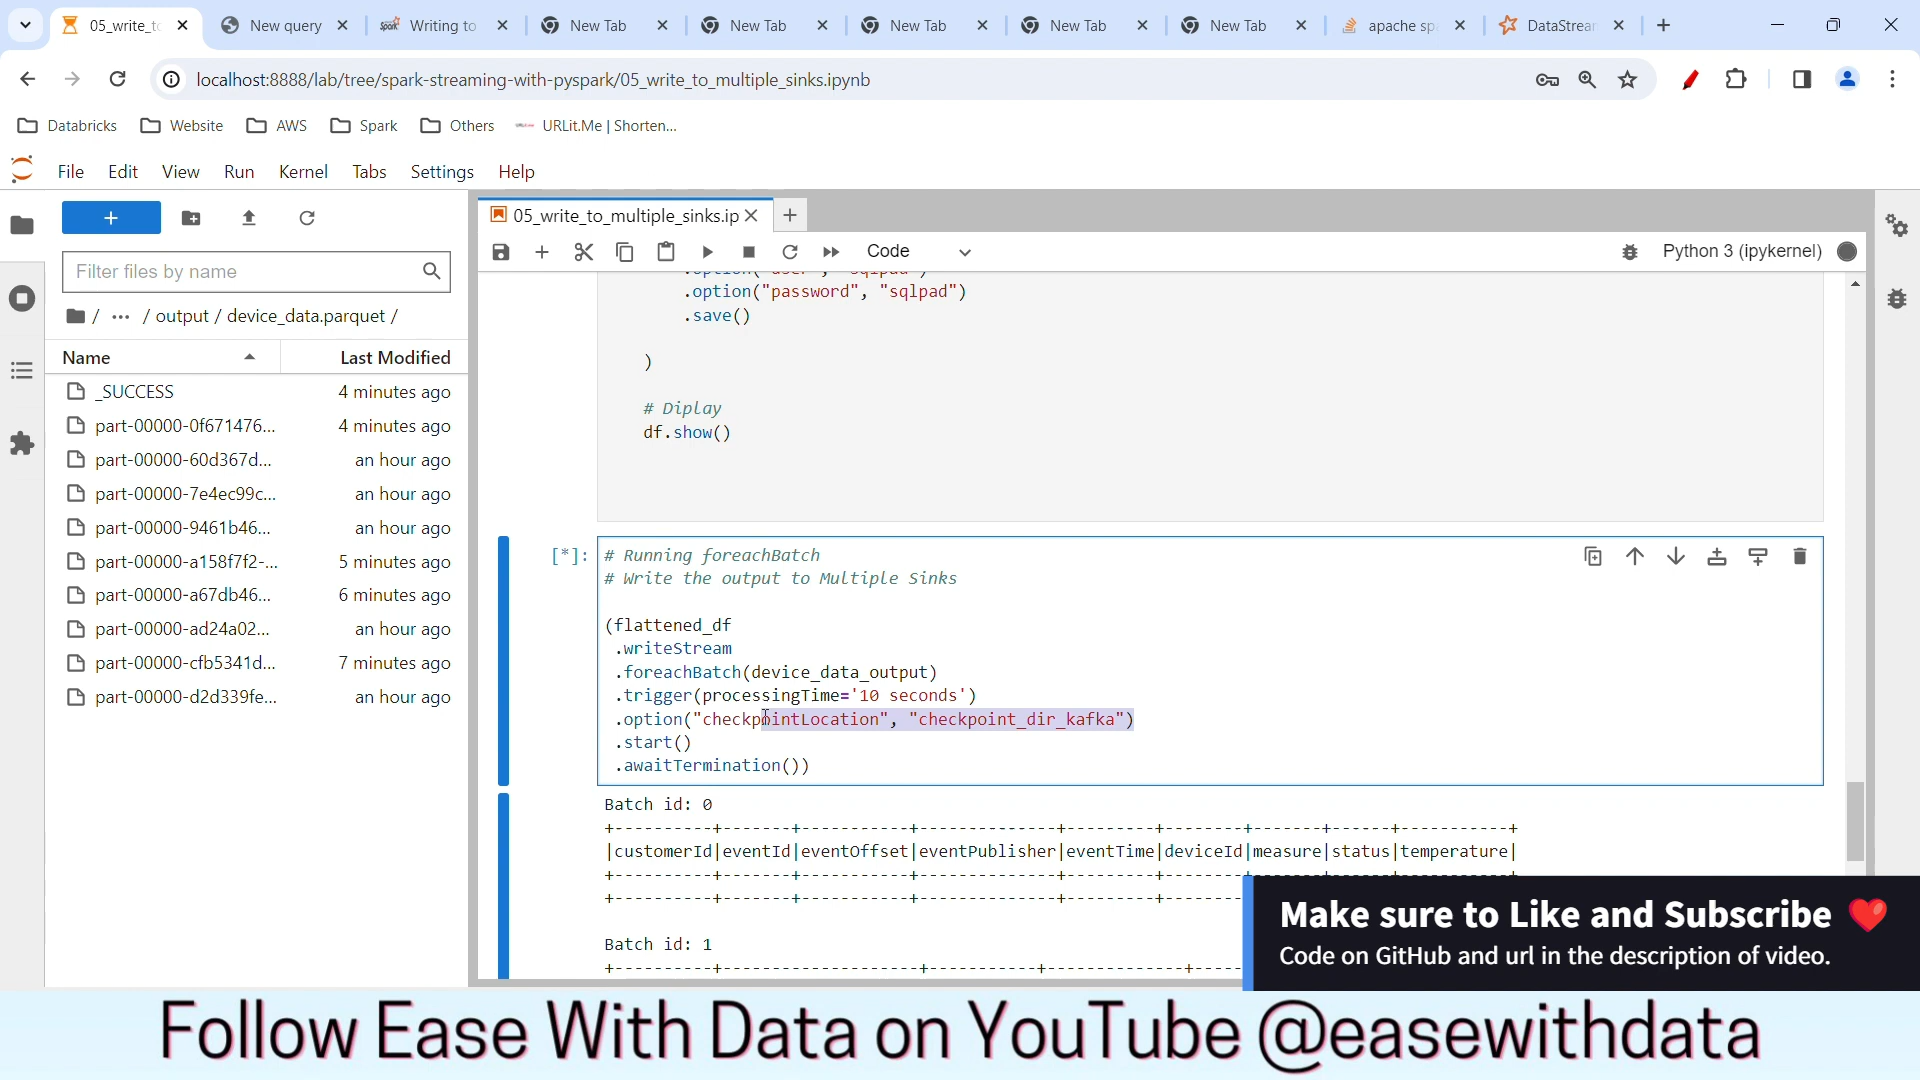 05_write_to
New query
Writing to
New Tab
New Tab
New Tab
New Tab
New Tab
apache sp
DataStrea
localhost:8888/lab/tree/spark-streaming-with-pyspark/05_write_to_multiple_sinks.ipynb
Databricks
Website
AWS
Spark
Others
URLit.Me | Shorten...
File Edit View Run Kernel Tabs Settings Help
05_write_to_multiple_sinks.ip
Code
Python 3 (ipykernel)
Filter files by name
/ ... / output / device_data.parquet /
Name Last Modified
_SUCCESS 4 minutes ago
part-00000-0f671476... 4 minutes ago
part-00000-60d367d... an hour ago
part-00000-7e4ec99c... an hour ago
part-00000-9461b46... an hour ago
part-00000-a158f7f2-... 5 minutes ago
part-00000-a67db46... 6 minutes ago
part-00000-ad24a02... an hour ago
part-00000-cfb5341d... 7 minutes ago
part-00000-d2d339fe... an hour ago
.option("user", "sqlpad")
.option("password", "sqlpad")
.save()
)
# Diplay
df.show()
[*]:
# Running foreachBatch
# Write the output to Multiple Sinks
(flattened_df
.writeStream
.foreachBatch(device_data_output)
.trigger(processingTime='10 seconds')
.option("checkpointLocation", "checkpoint_dir_kafka")
.start()
.awaitTermination())
Batch id: 0
+----------+-------+-----------+--------------+---------+--------+-------+------+-----------+
|customerId|eventId|eventOffset|eventPublisher|eventTime|deviceId|measure|status|temperature|
+----------+-------+-----------+--------------+---------+--------+-------+------+-----------+
+----------+-------+-----------+--------------+---------+--------
Batch id: 1
+----------+--------------------+-----------+--------------+-----
Make sure to Like and Subscribe ❤️
Code on GitHub and url in the description of video.
Follow Ease With Data on YouTube @easewithdata